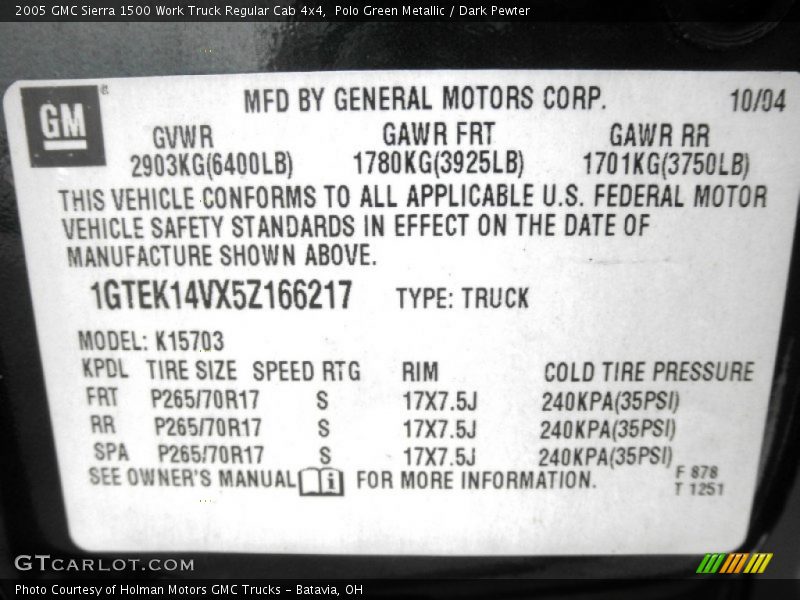 2005 GMC Sierra 1500 Work Truck Regular Cab 4x4, Polo Green Metallic / Dark Pewter
GM®
MFD BY GENERAL MOTORS CORP. 10/04
GVWR GAWR FRT GAWR RR
2903KG(6400LB) 1780KG(3925LB) 1701KG(3750LB)
THIS VEHICLE CONFORMS TO ALL APPLICABLE U.S. FEDERAL MOTOR
VEHICLE SAFETY STANDARDS IN EFFECT ON THE DATE OF
MANUFACTURE SHOWN ABOVE.
1GTEK14VX5Z166217 TYPE: TRUCK
MODEL: K15703
KPDL TIRE SIZE SPEED RTG RIM COLD TIRE PRESSURE
FRT P265/70R17 S 17X7.5J 240KPA(35PSI)
RR P265/70R17 S 17X7.5J 240KPA(35PSI)
SPA P265/70R17 S 17X7.5J 240KPA(35PSI)
SEE OWNER'S MANUAL i FOR MORE INFORMATION.
F 878
T 1251
GTCARLOT.COM
Photo Courtesy of Holman Motors GMC Trucks - Batavia, OH